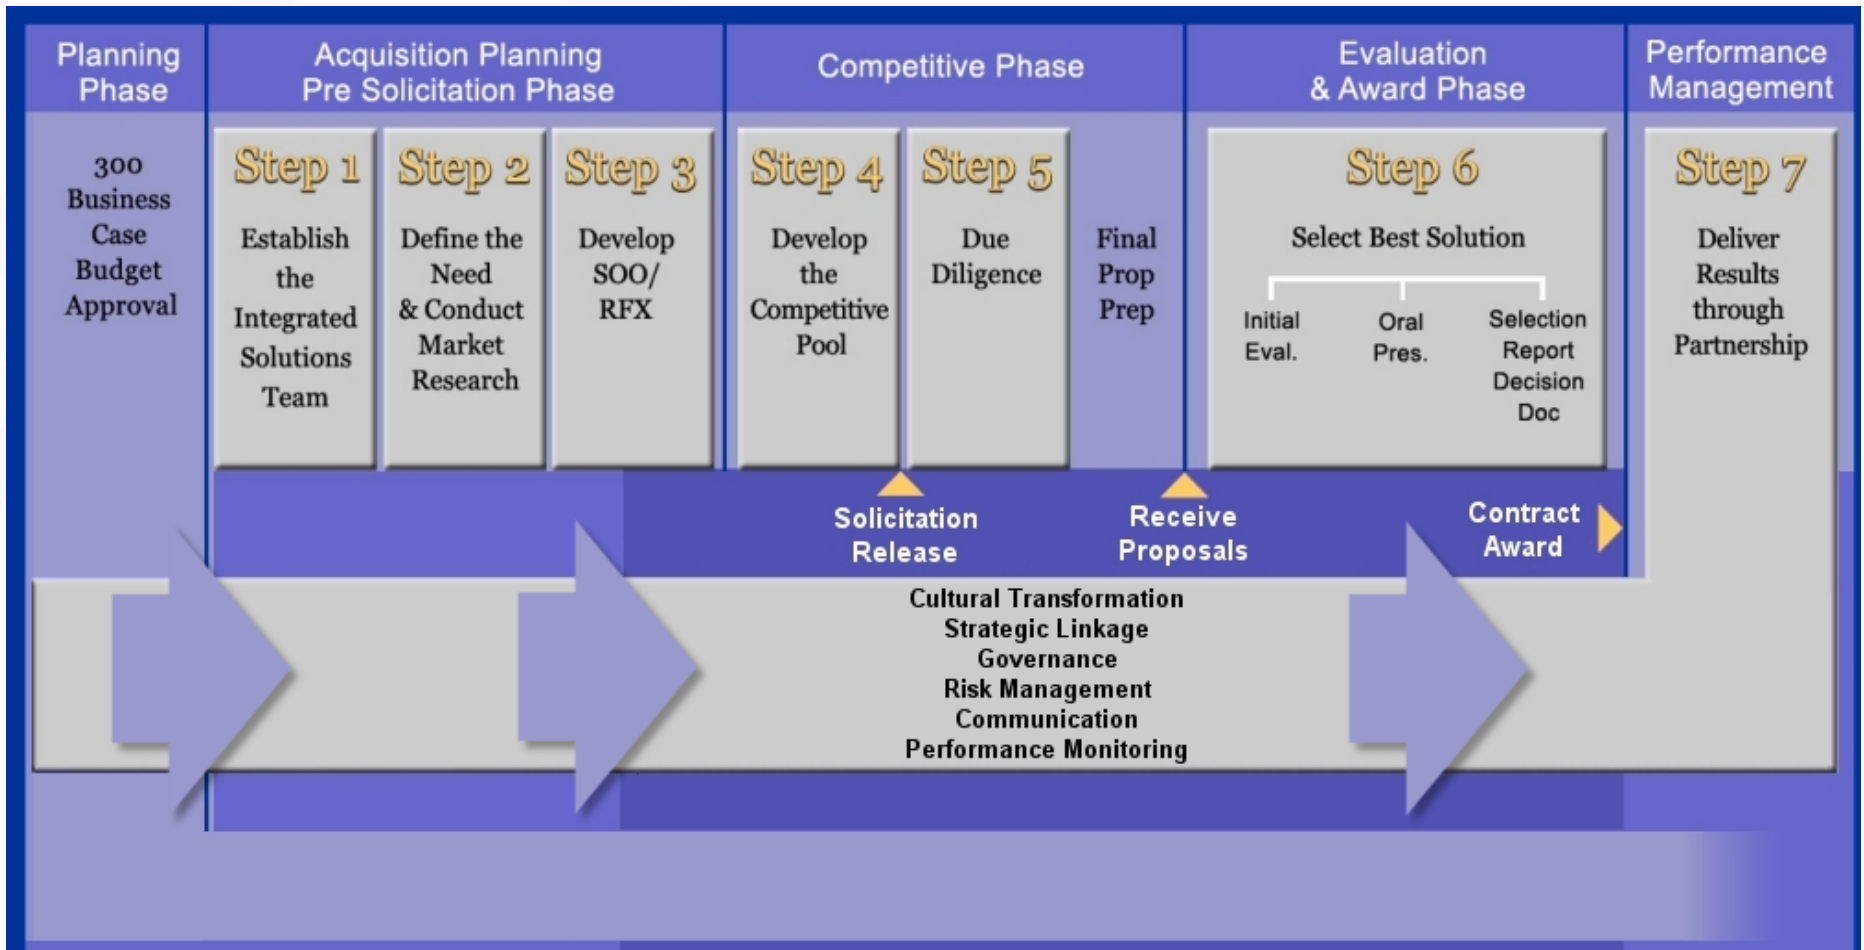 Planning
Phase
Acquisition Planning
Pre Solicitation Phase
Competitive Phase
Evaluation
& Award Phase
Performance
Management
300
Business
Case
Budget
Approval
Step 1
Establish
the
Integrated
Solutions
Team
Step 2
Define the
Need
& Conduct
Market
Research
Step 3
Develop
SOO/
RFX
Step 4
Develop
the
Competitive
Pool
Step 5
Due
Diligence
Final
Prop
Prep
Step 6
Select Best Solution
Initial
Eval.
Oral
Pres.
Selection
Report
Decision
Doc
Step 7
Deliver
Results
through
Partnership
Solicitation
Release
Receive
Proposals
Contract
Award
Cultural Transformation
Strategic Linkage
Governance
Risk Management
Communication
Performance Monitoring